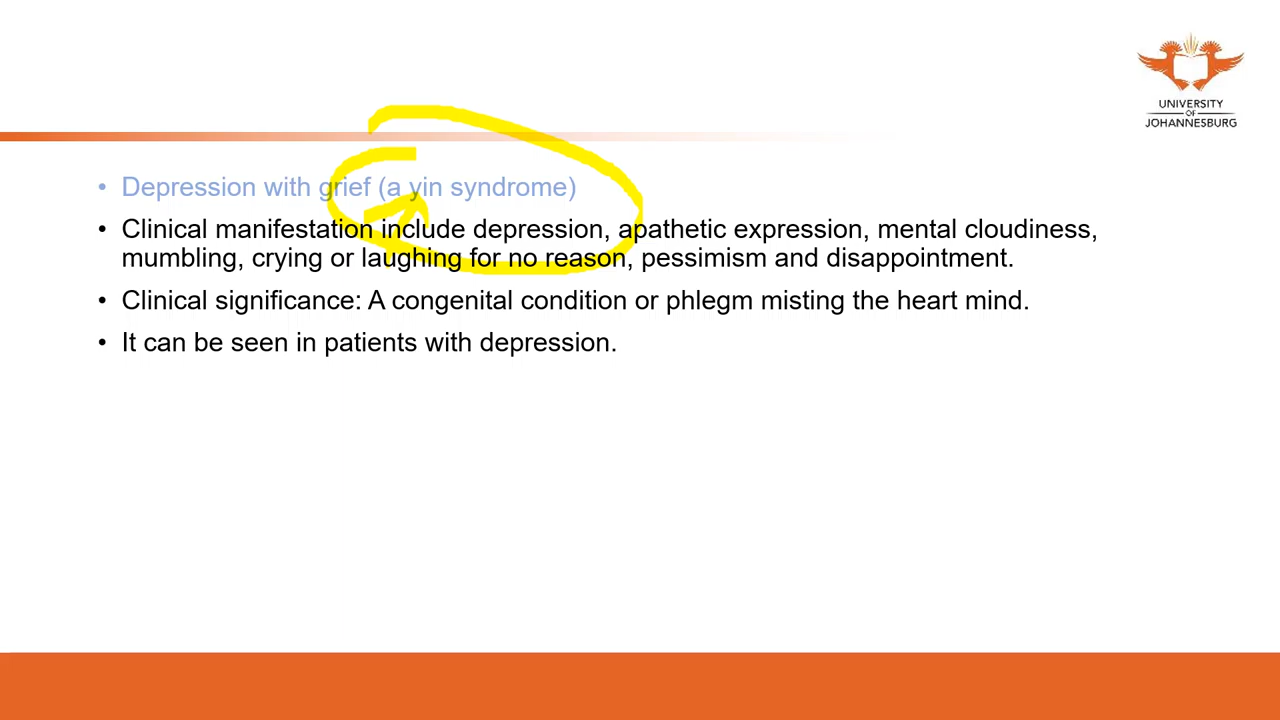 UNIVERSITY
OF
JOHANNESBURG
• Depression with grief (a yin syndrome)
• Clinical manifestation include depression, apathetic expression, mental cloudiness,
mumbling, crying or laughing for no reason, pessimism and disappointment.
• Clinical significance: A congenital condition or phlegm misting the heart mind.
• It can be seen in patients with depression.